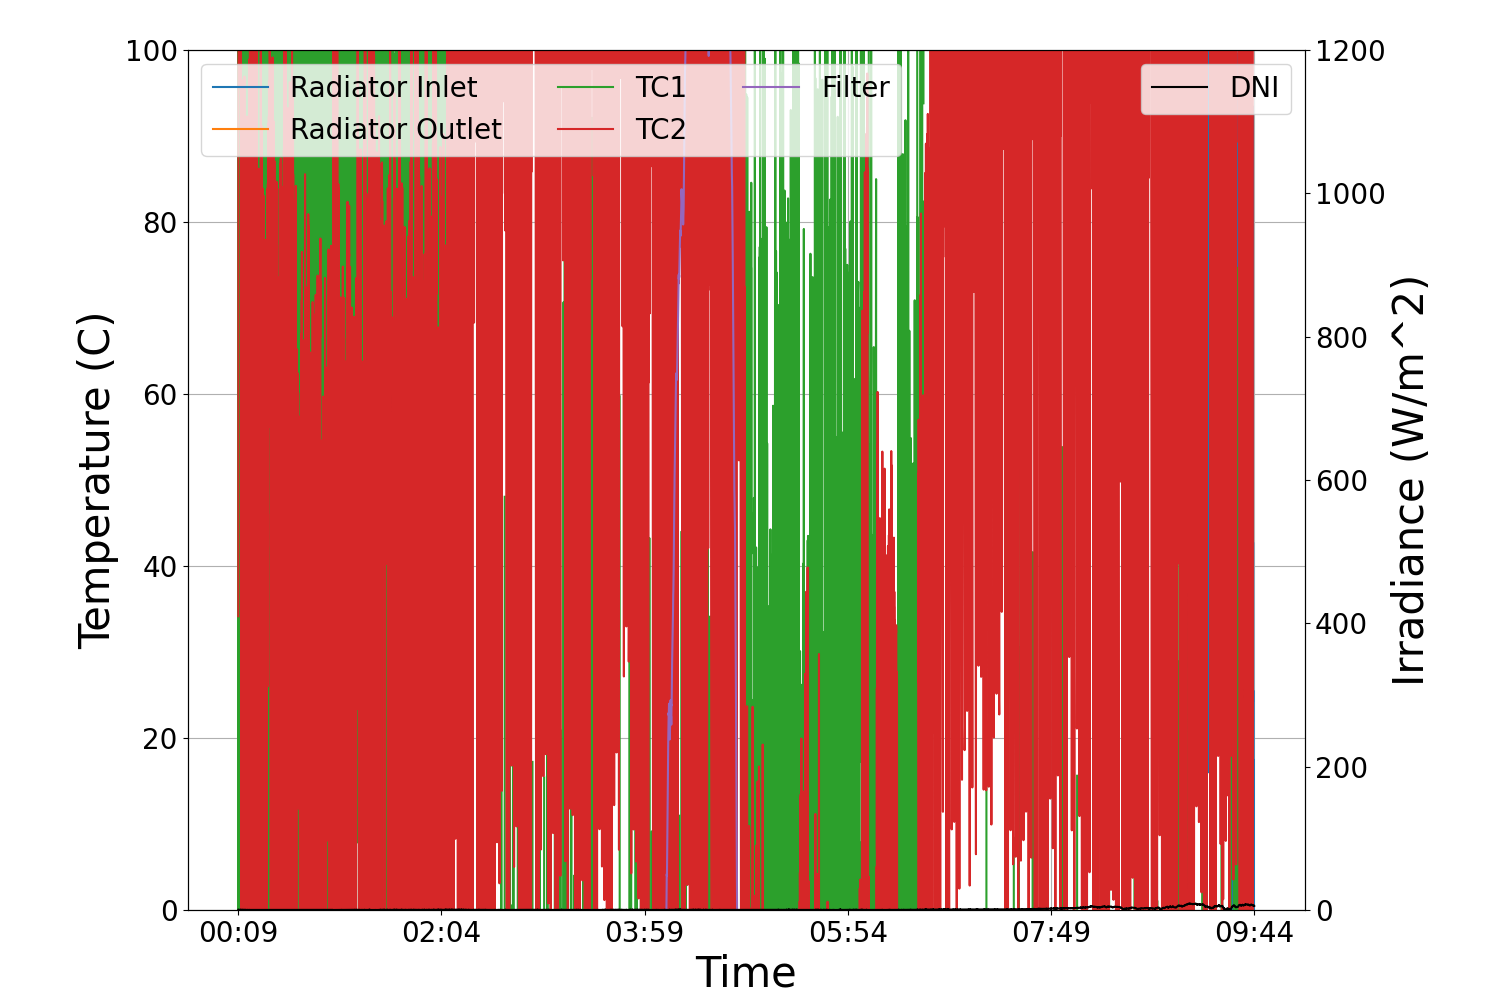 100
80
60
40
20
0
Temperature (C)
Radiator Inlet
Radiator Outlet
TC1
TC2
Filter
DNI
1200
1000
800
600
400
200
0
Irradiance (W/m^2)
00:09
02:04
03:59
05:54
07:49
09:44
Time